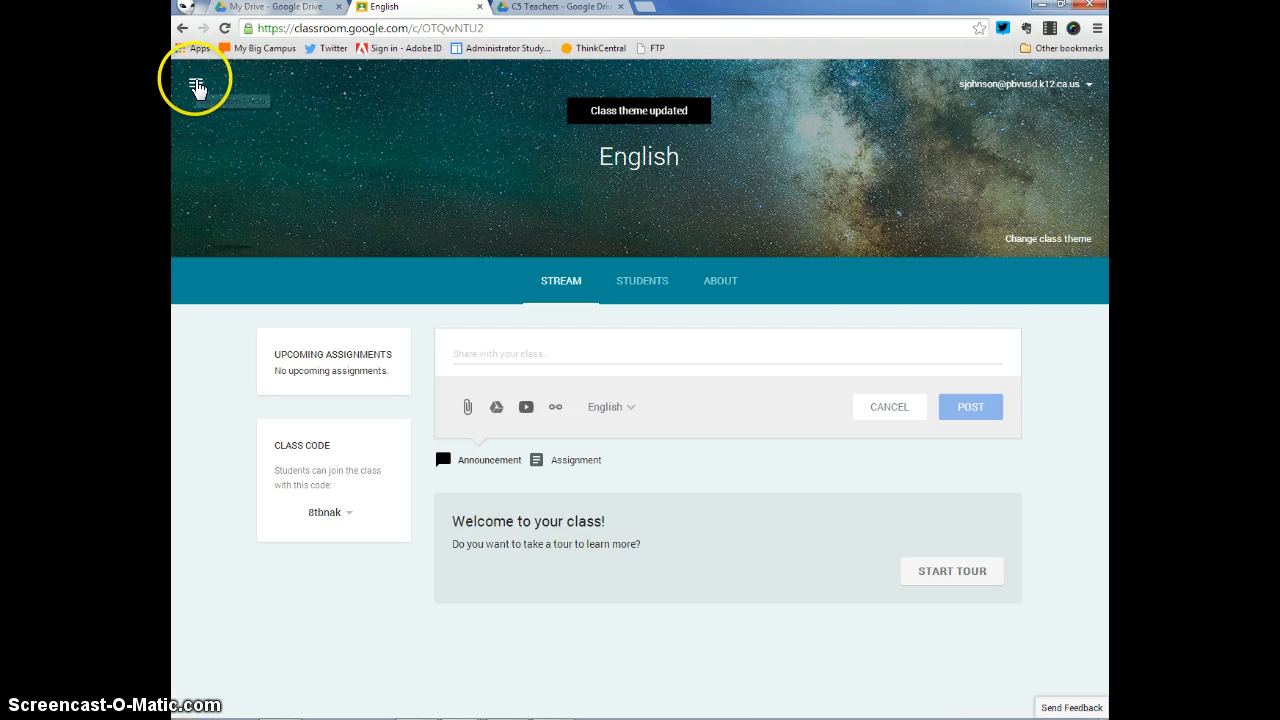 My Drive - Google Drive
English
C5 Teachers - Google Driv
https://classroom.google.com/c/OTQwNTU2
Apps My Big Campus Twitter Sign in - Adobe ID Administrator Study... ThinkCentral FTP Other bookmarks
sjohnson@pbvusd.k12.ca.us
Class theme updated
English
Change class theme
STREAM STUDENTS ABOUT
UPCOMING ASSIGNMENTS
No upcoming assignments.
Share with your class...
English CANCEL POST
CLASS CODE
Students can join the class
with this code:
8tbnak
Announcement Assignment
Welcome to your class!
Do you want to take a tour to learn more?
START TOUR
Send Feedback
Screencast-O-Matic.com